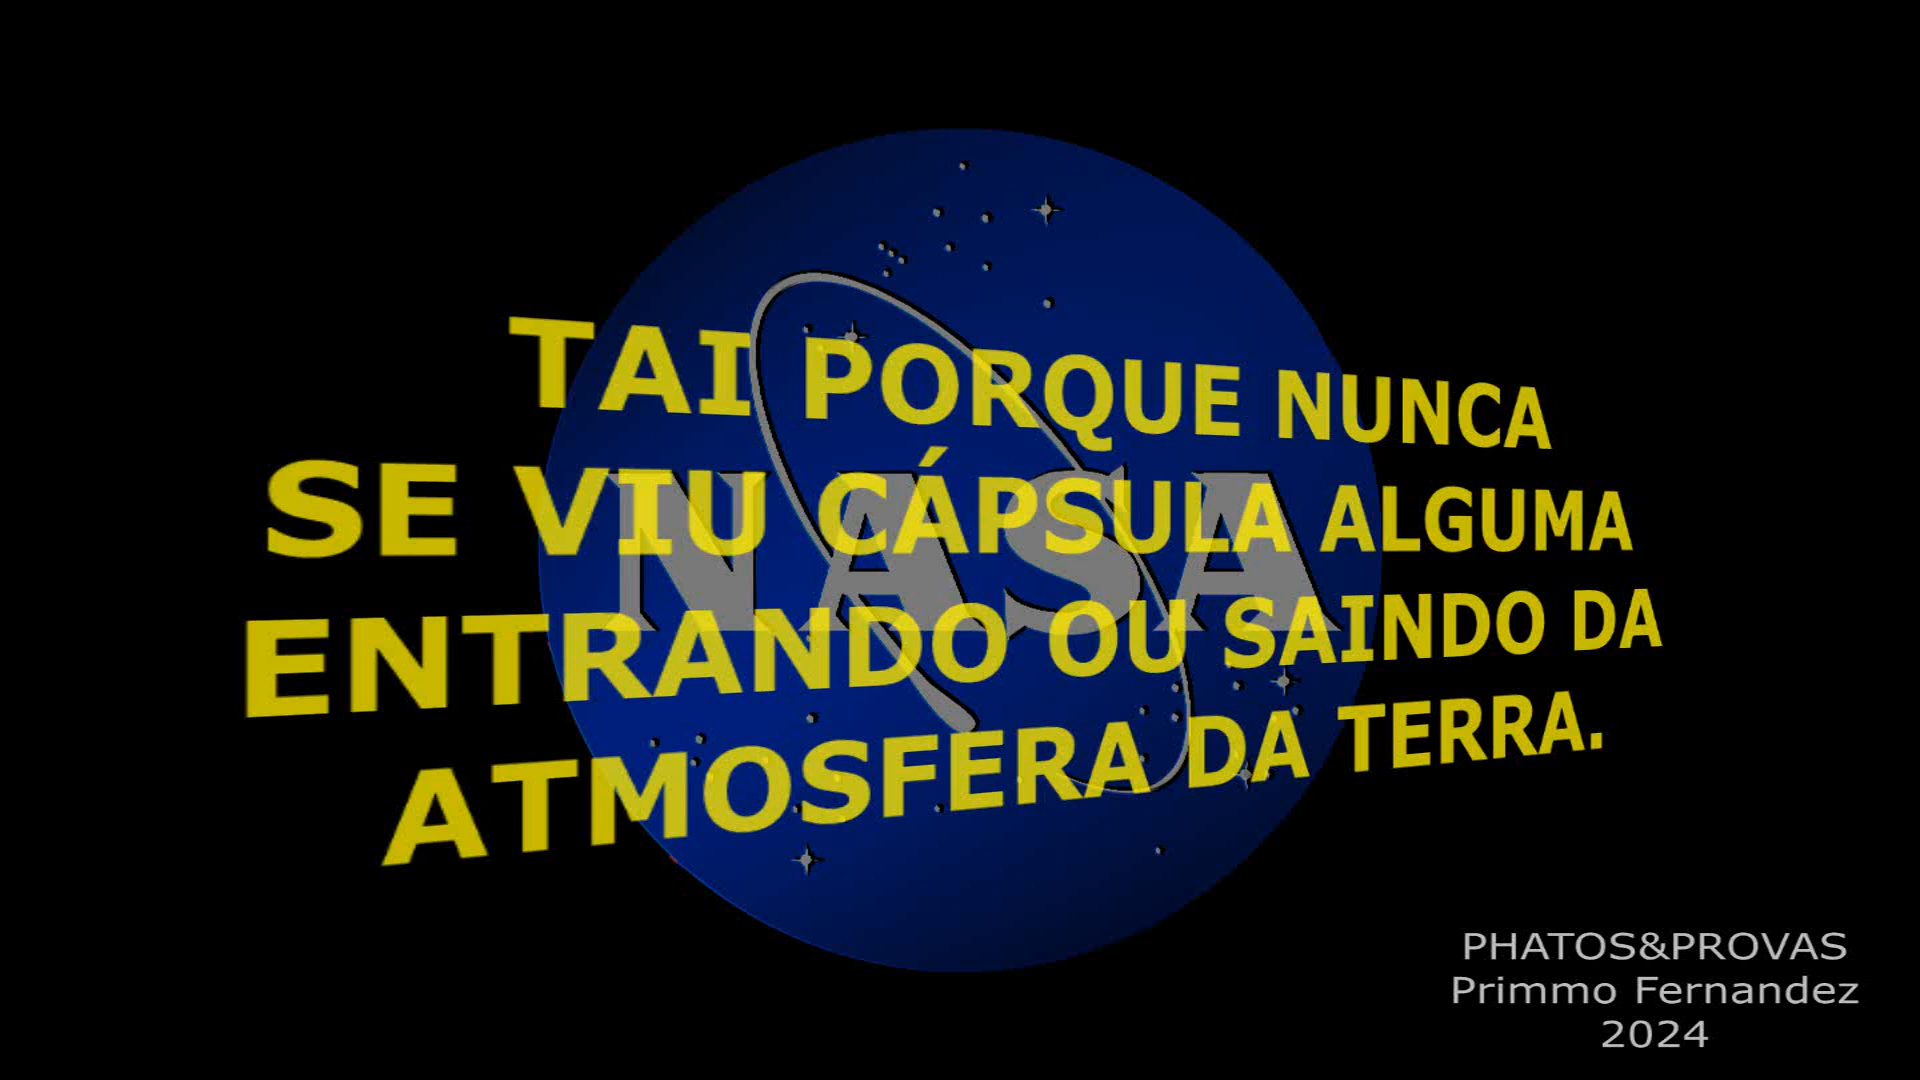 TAI PORQUE NUNCA
SE VIU CÁPSULA ALGUMA
ENTRANDO OU SAINDO DA
ATMOSFERA DA TERRA.
NASA
PHATOS&PROVAS
Primmo Fernandez
2024